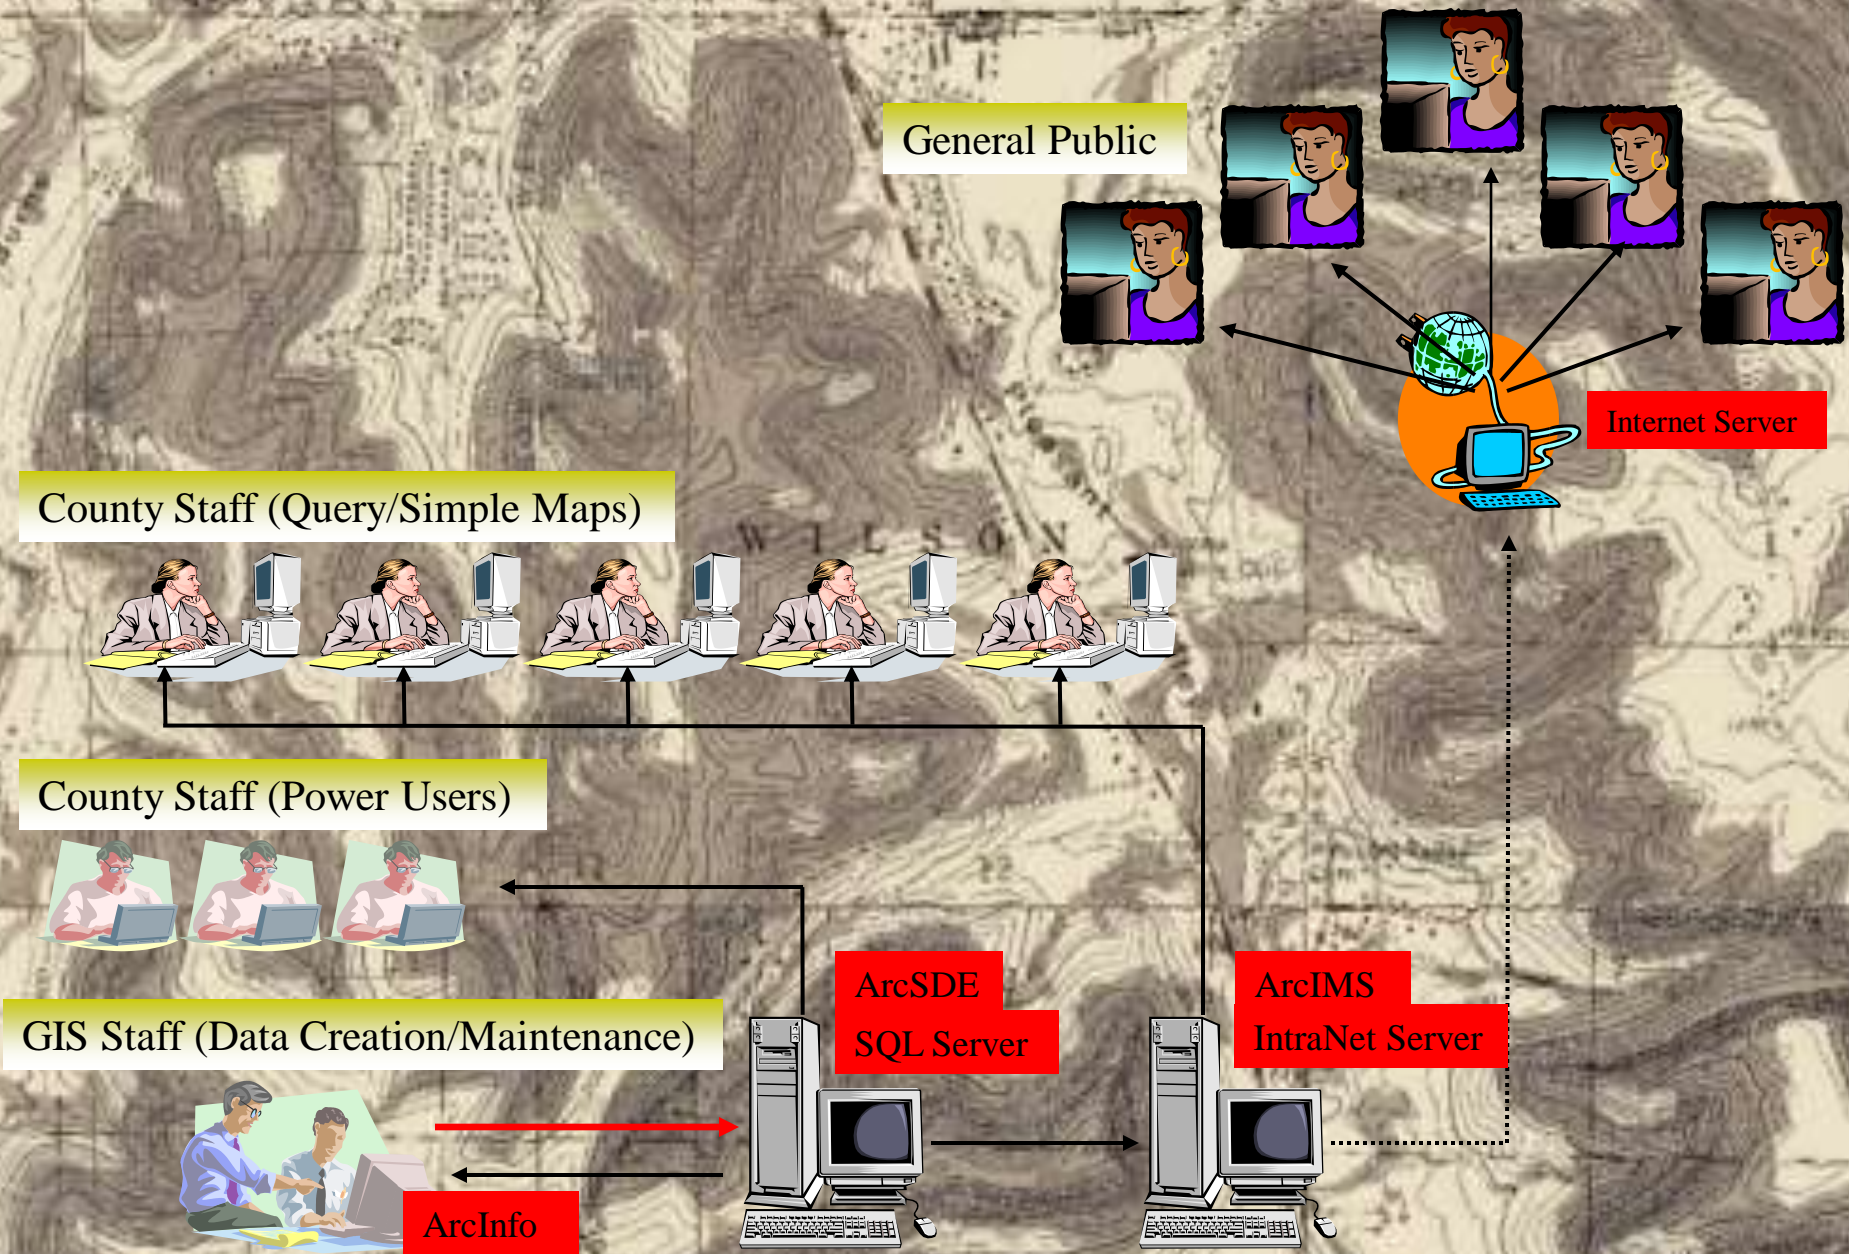 General Public
Internet Server
County Staff (Query/Simple Maps)
WILSON
County Staff (Power Users)
ArcSDE
SQL Server
ArcIMS
IntraNet Server
GIS Staff (Data Creation/Maintenance)
ArcInfo